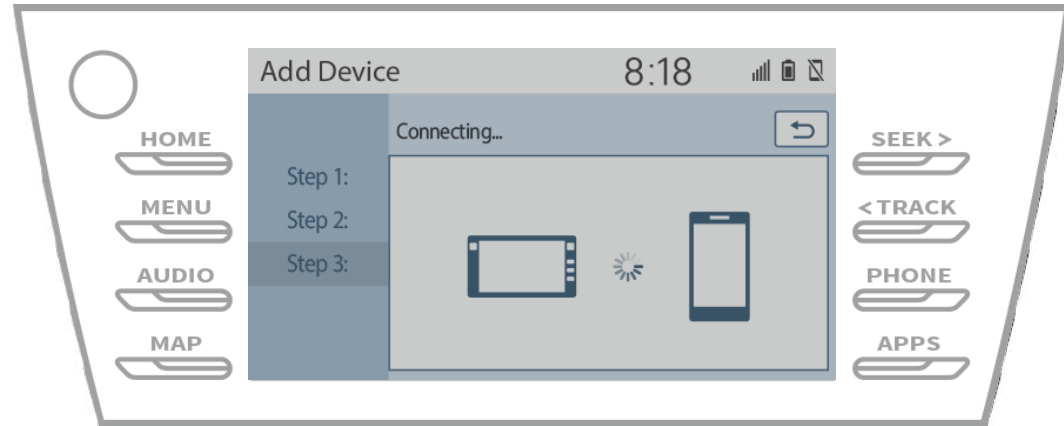 Add Device 8:18
Connecting...
HOME
SEEK >
Step 1:
MENU
Step 2:
< TRACK
Step 3:
AUDIO
PHONE
MAP
APPS